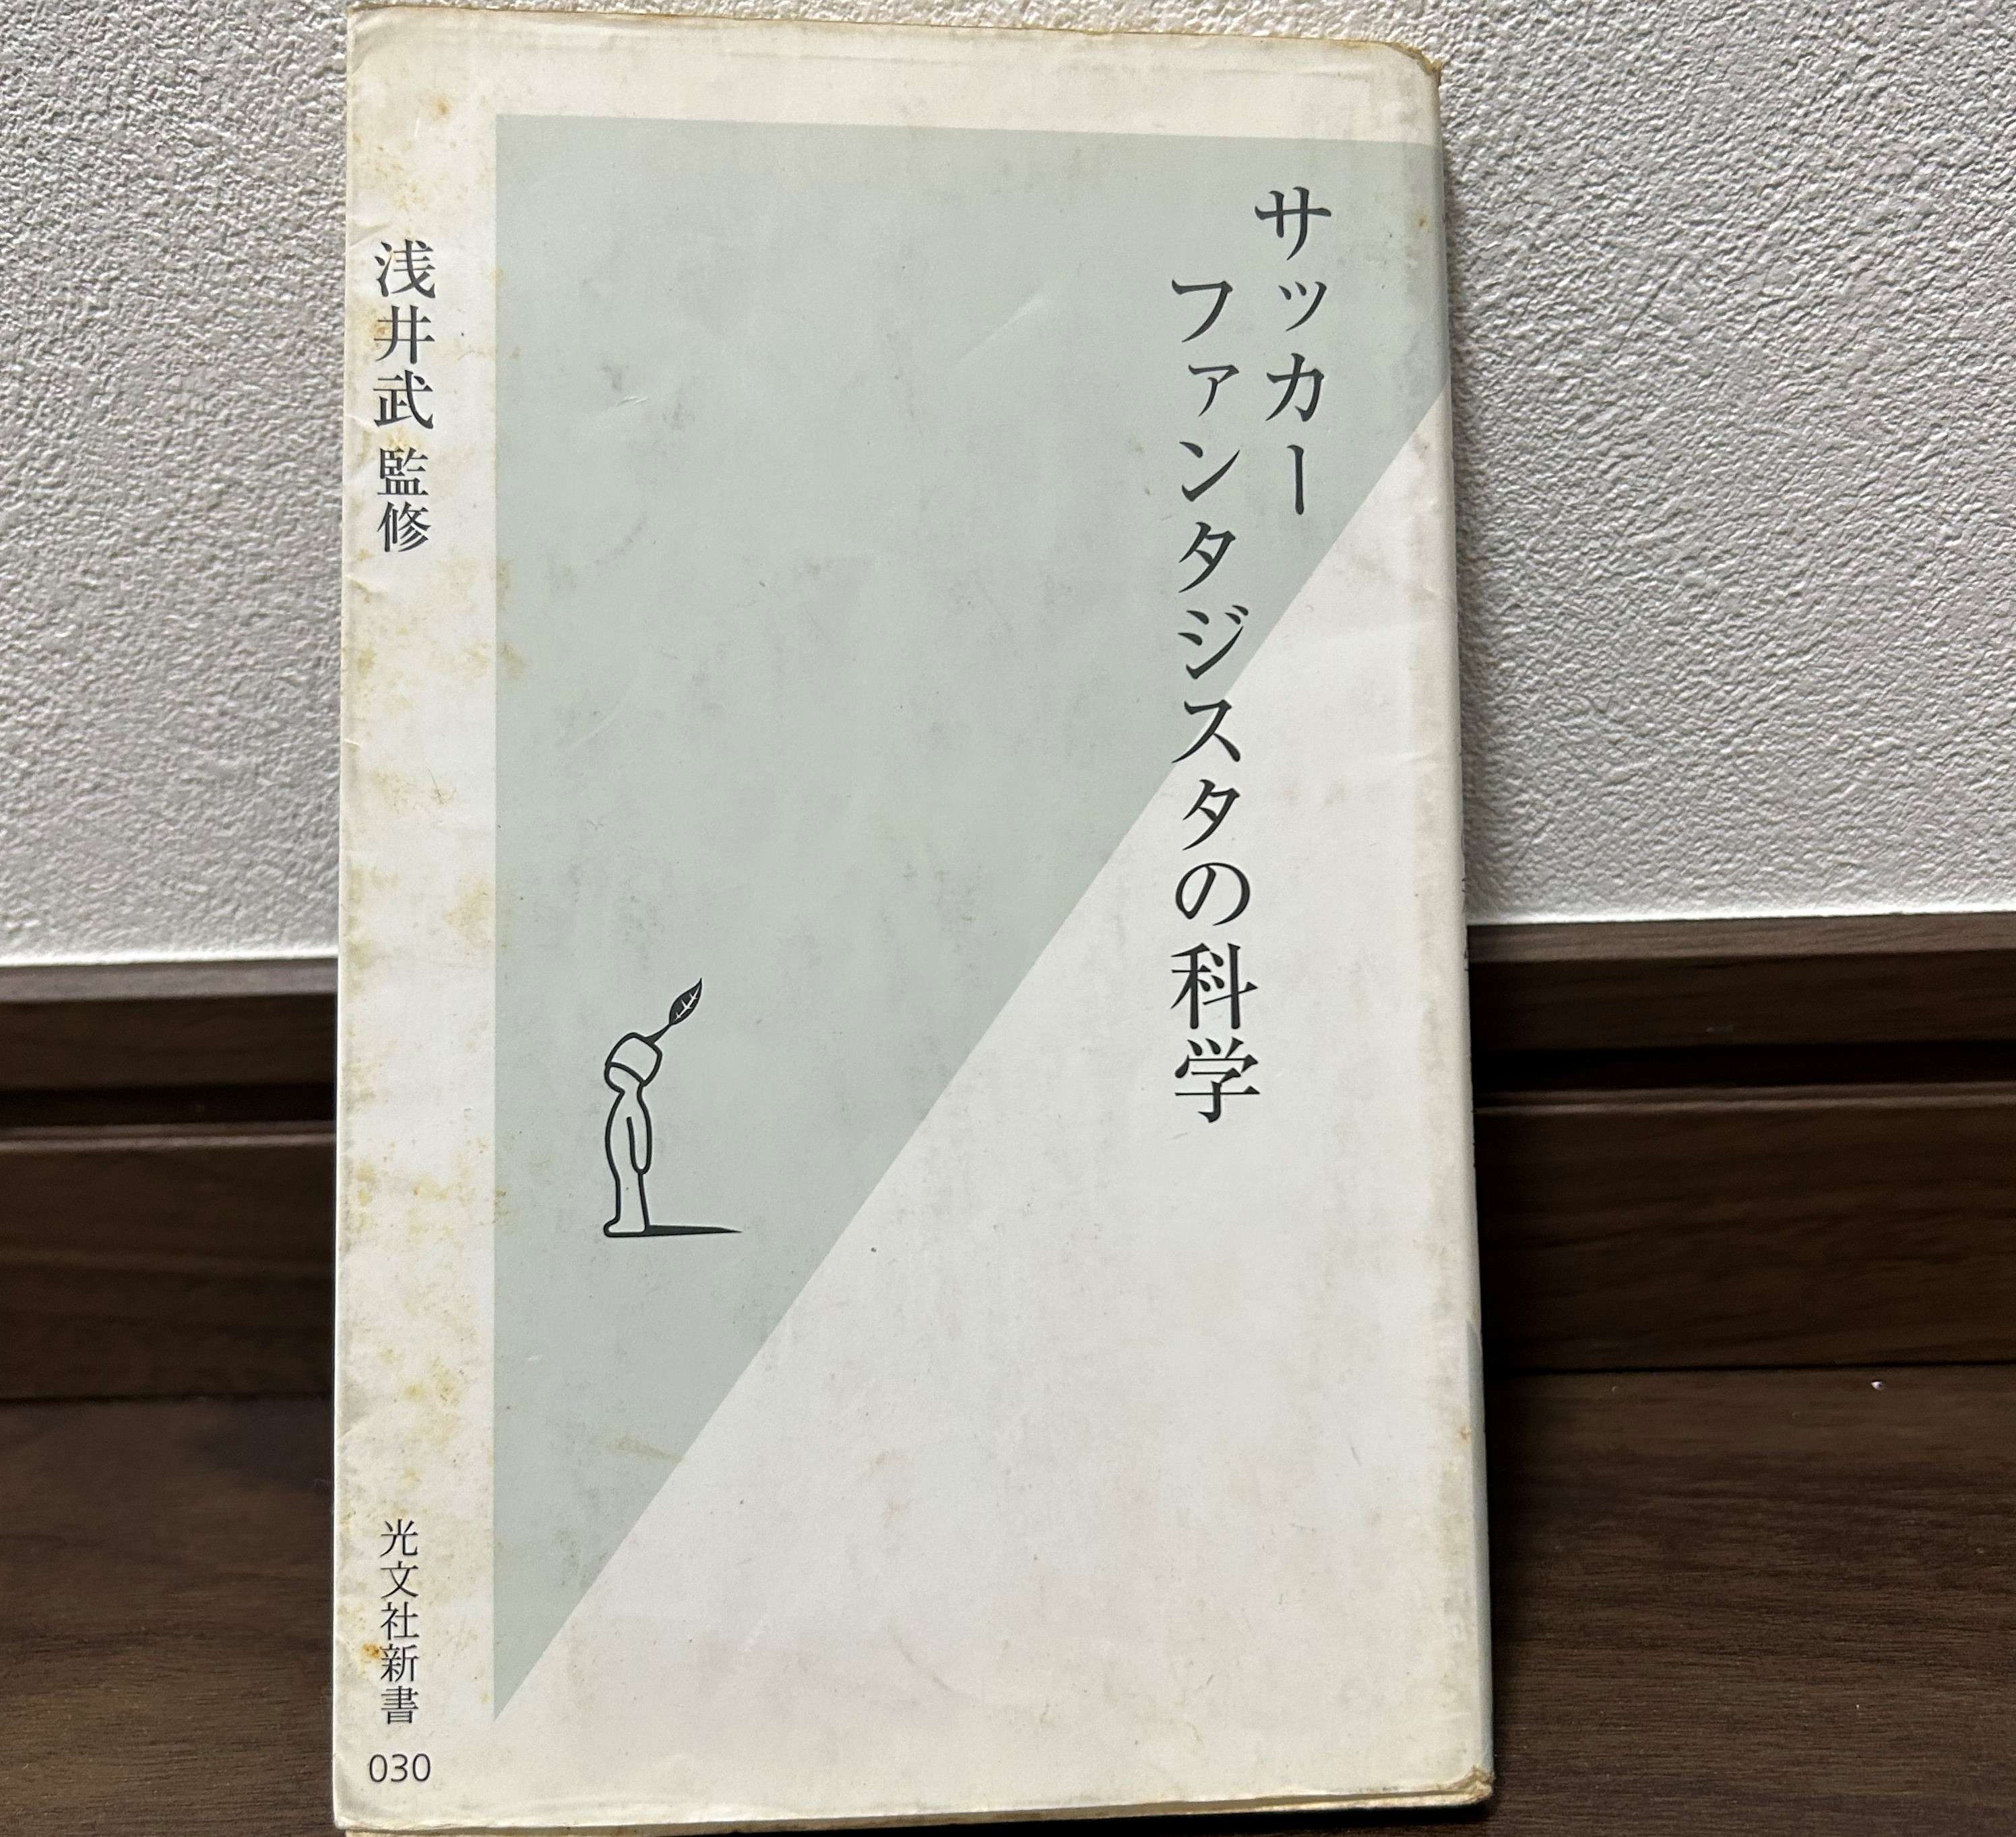 サッカー
ファンタジスタの科学
浅井武 監修
光文社新書
030